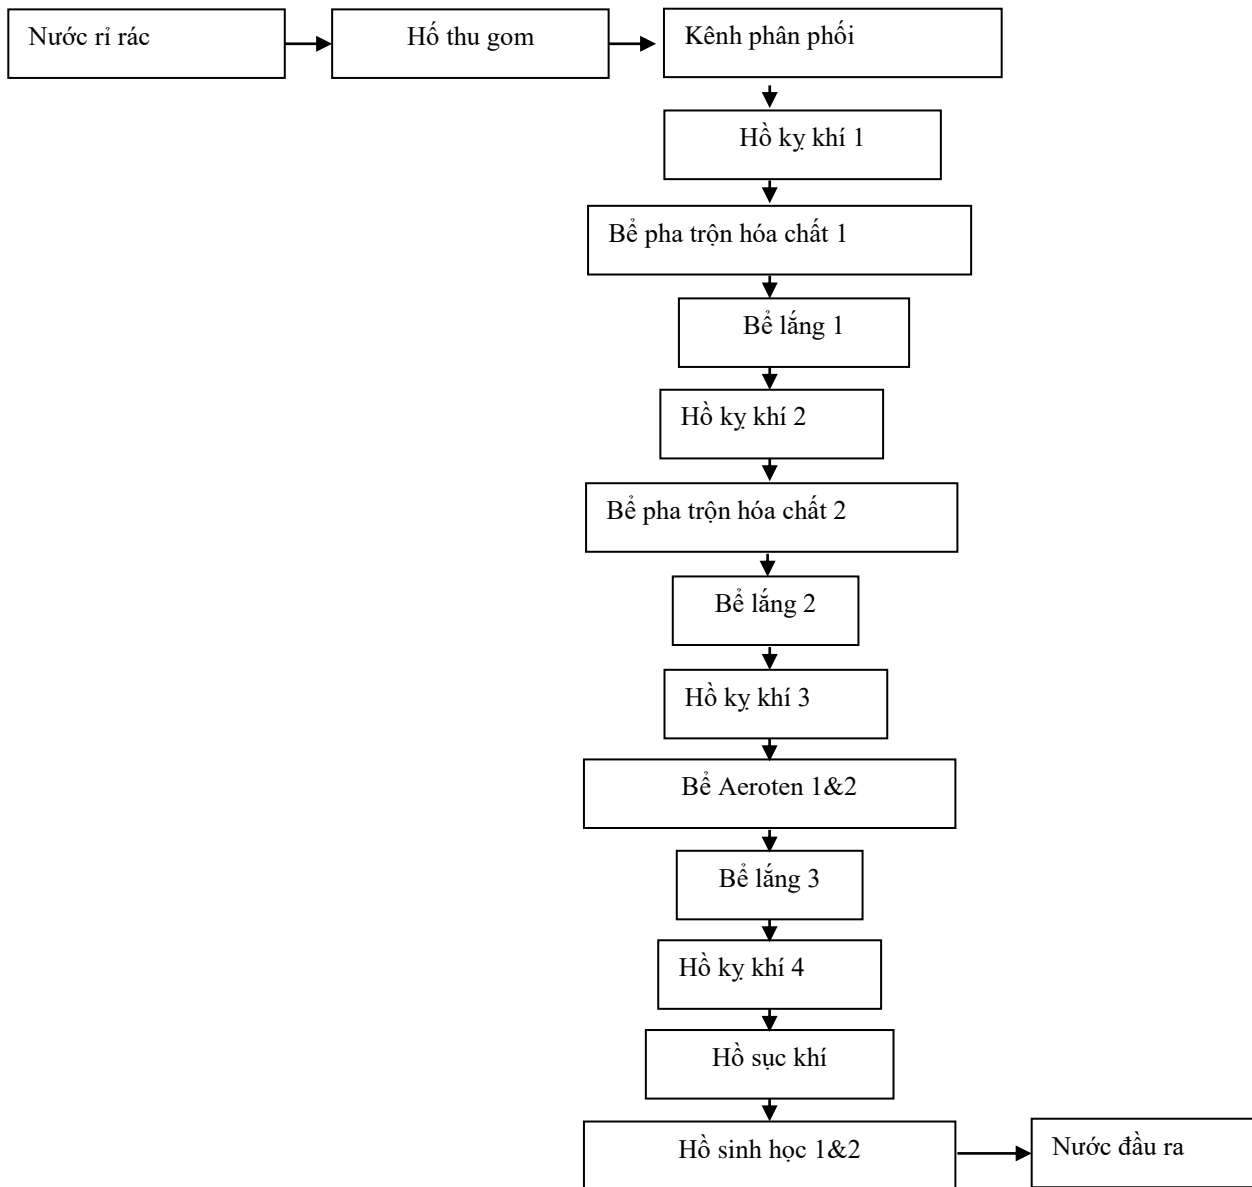 Nước rỉ rác
Hố thu gom
Kênh phân phối
Hồ kỵ khí 1
Bể pha trộn hóa chất 1
Bể lắng 1
Hồ kỵ khí 2
Bể pha trộn hóa chất 2
Bể lắng 2
Hồ kỵ khí 3
Bể Aeroten 1&2
Bể lắng 3
Hồ kỵ khí 4
Hồ sục khí
Hồ sinh học 1&2
Nước đầu ra